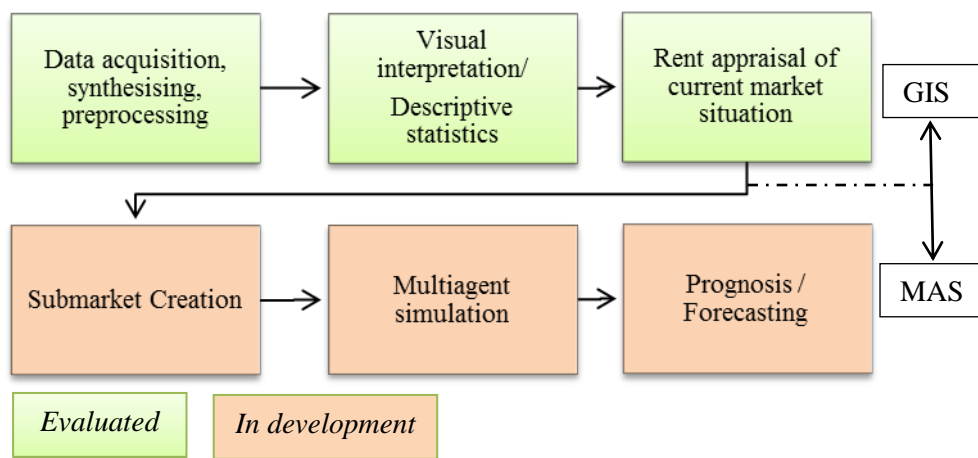 Data acquisition,
synthesising,
preprocessing
Visual
interpretation/
Descriptive
statistics
Rent appraisal of
current market
situation
GIS
Submarket Creation
Multiagent
simulation
Prognosis /
Forecasting
MAS
Evaluated
In development